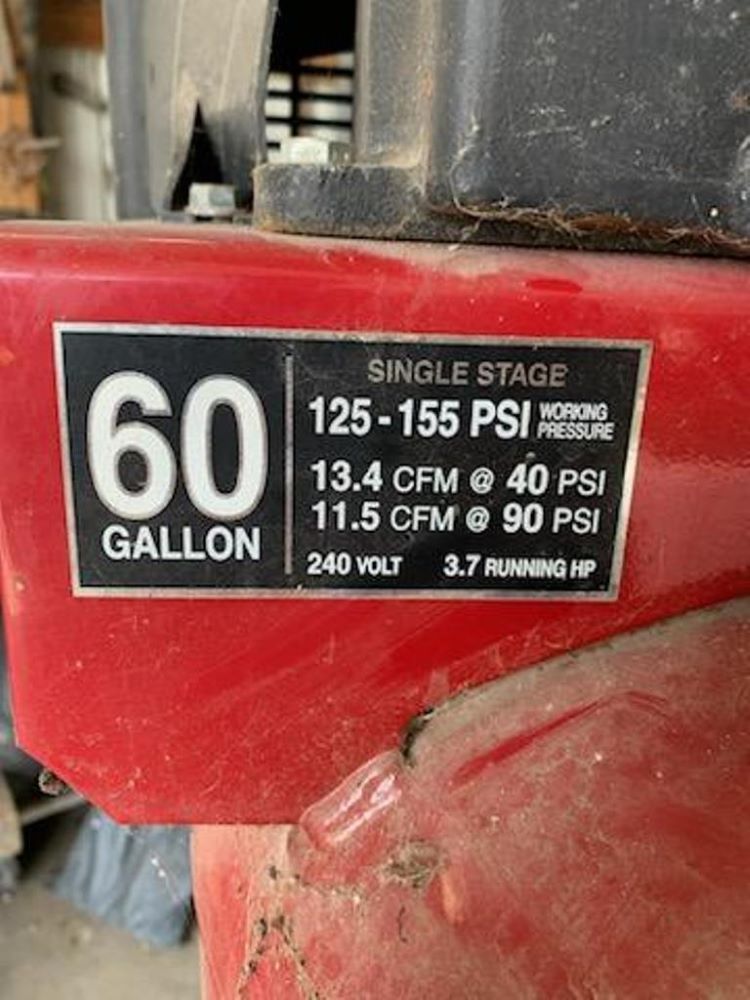 60
GALLON
SINGLE STAGE
125-155 PSI WORKING PRESSURE
13.4 CFM @ 40 PSI
11.5 CFM @ 90 PSI
240 VOLT 3.7 RUNNING HP